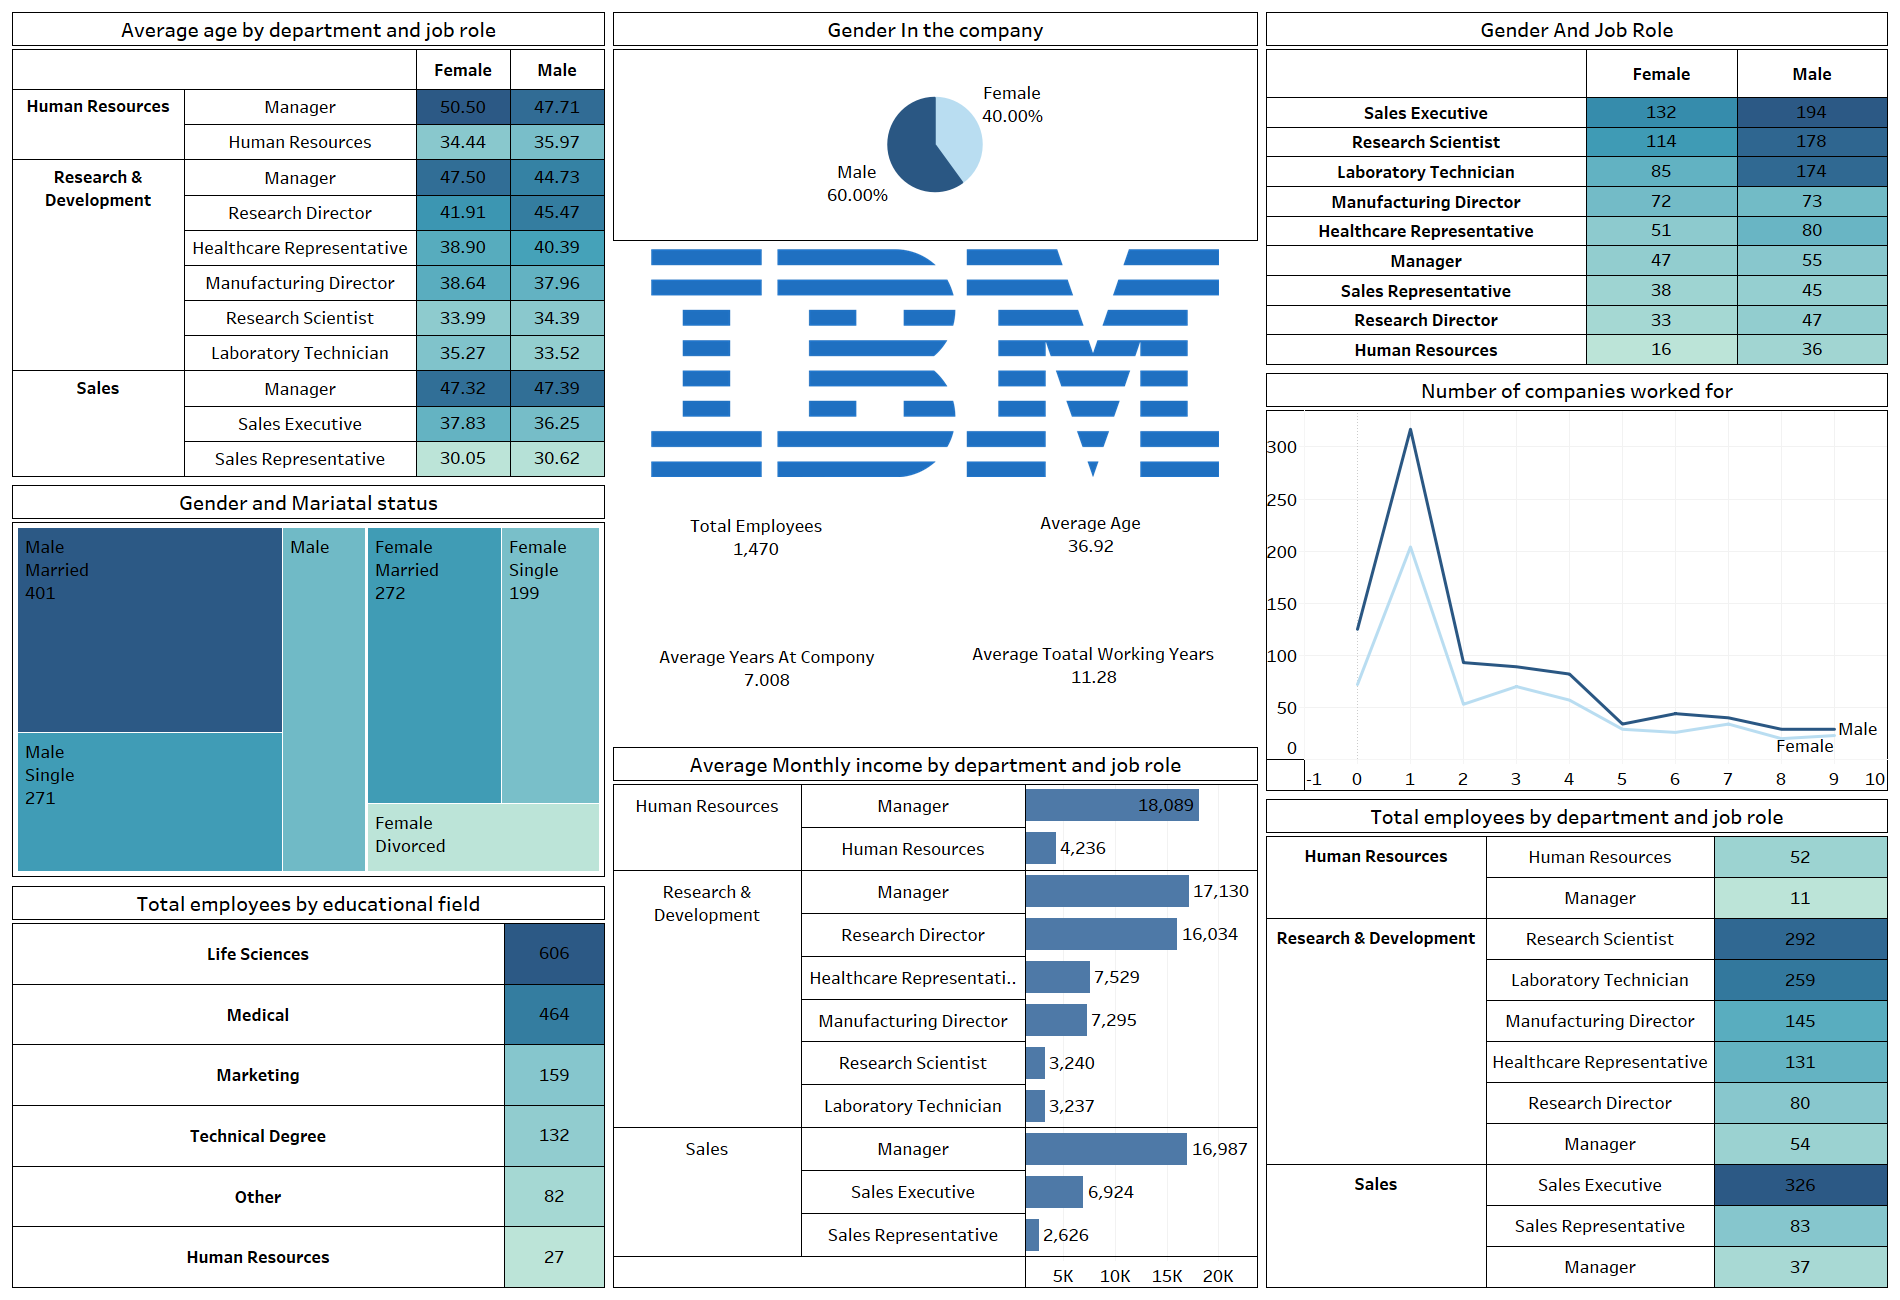 Average age by department and job role
Female Male
Human Resources Manager 50.50 47.71
Human Resources 34.44 35.97
Research & Development Manager 47.50 44.73
Research Director 41.91 45.47
Healthcare Representative 38.90 40.39
Manufacturing Director 38.64 37.96
Research Scientist 33.99 34.39
Laboratory Technician 35.27 33.52
Sales Manager 47.32 47.39
Sales Executive 37.83 36.25
Sales Representative 30.05 30.62
Gender and Mariatal status
Male
Married
401
Male
Single
271
Male
Female
Married
272
Female
Single
199
Female
Divorced
Total employees by educational field
Life Sciences 606
Medical 464
Marketing 159
Technical Degree 132
Other 82
Human Resources 27
Gender In the company
Female
40.00%
Male
60.00%
IBM
Total Employees
1,470
Average Age
36.92
Average Years At Compony
7.008
Average Toatal Working Years
11.28
Average Monthly income by department and job role
Human Resources Manager 18,089
Human Resources 4,236
Research & Development Manager 17,130
Research Director 16,034
Healthcare Representati.. 7,529
Manufacturing Director 7,295
Research Scientist 3,240
Laboratory Technician 3,237
Sales Manager 16,987
Sales Executive 6,924
Sales Representative 2,626
5K 10K 15K 20K
Gender And Job Role
Female Male
Sales Executive 132 194
Research Scientist 114 178
Laboratory Technician 85 174
Manufacturing Director 72 73
Healthcare Representative 51 80
Manager 47 55
Sales Representative 38 45
Research Director 33 47
Human Resources 16 36
Number of companies worked for
300
250
200
150
100
50
0
Male
Female
-1 0 1 2 3 4 5 6 7 8 9 10
Total employees by department and job role
Human Resources Human Resources 52
Manager 11
Research & Development Research Scientist 292
Laboratory Technician 259
Manufacturing Director 145
Healthcare Representative 131
Research Director 80
Manager 54
Sales Sales Executive 326
Sales Representative 83
Manager 37